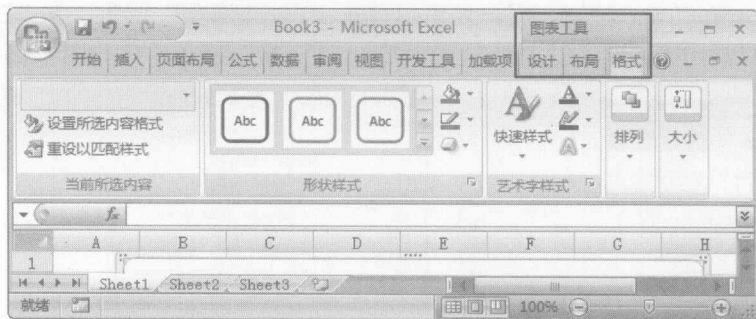 Book3 - Microsoft Excel 图表工具
开始 插入 页面布局 公式 数据 审阅 视图 开发工具 加载项 设计 布局 格式
设置所选内容格式
重设以匹配样式
Abc Abc Abc
快速样式
排列 大小
当前所选内容 形状样式 艺术字样式
fx
A B C D E F G H
1
Sheet1 Sheet2 Sheet3
就绪 100%